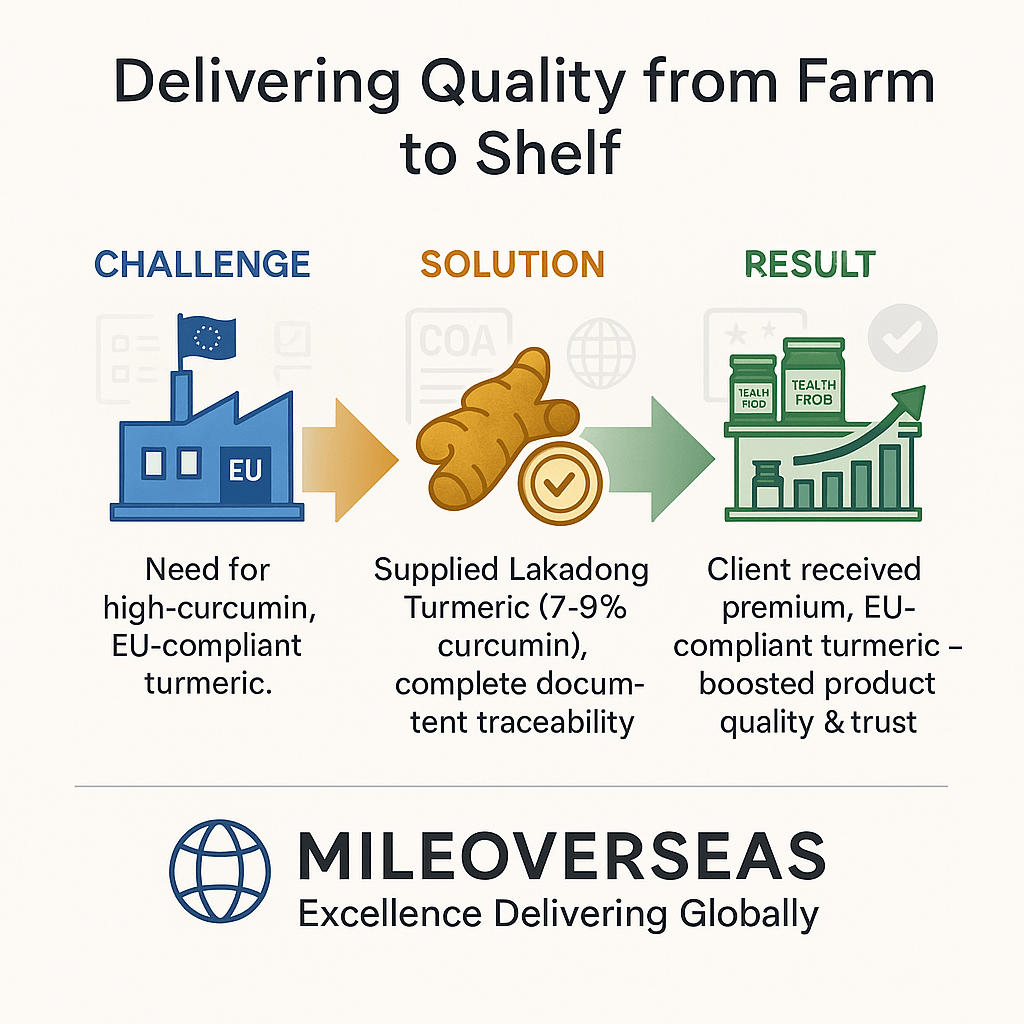 Delivering Quality from Farm
to Shelf
CHALLENGE
SOLUTION
RESULT
EU
COA
TEALH
FIOD
TEALTH
FROB
Need for
high-curcumin,
EU-compliant
turmeric.
Supplied Lakadong
Turmeric (7-9%
curcumin),
complete docum-
tent traceability
Client received
premium, EU-
compliant turmeric –
boosted product
quality & trust
MILEOVERSEAS
Excellence Delivering Globally